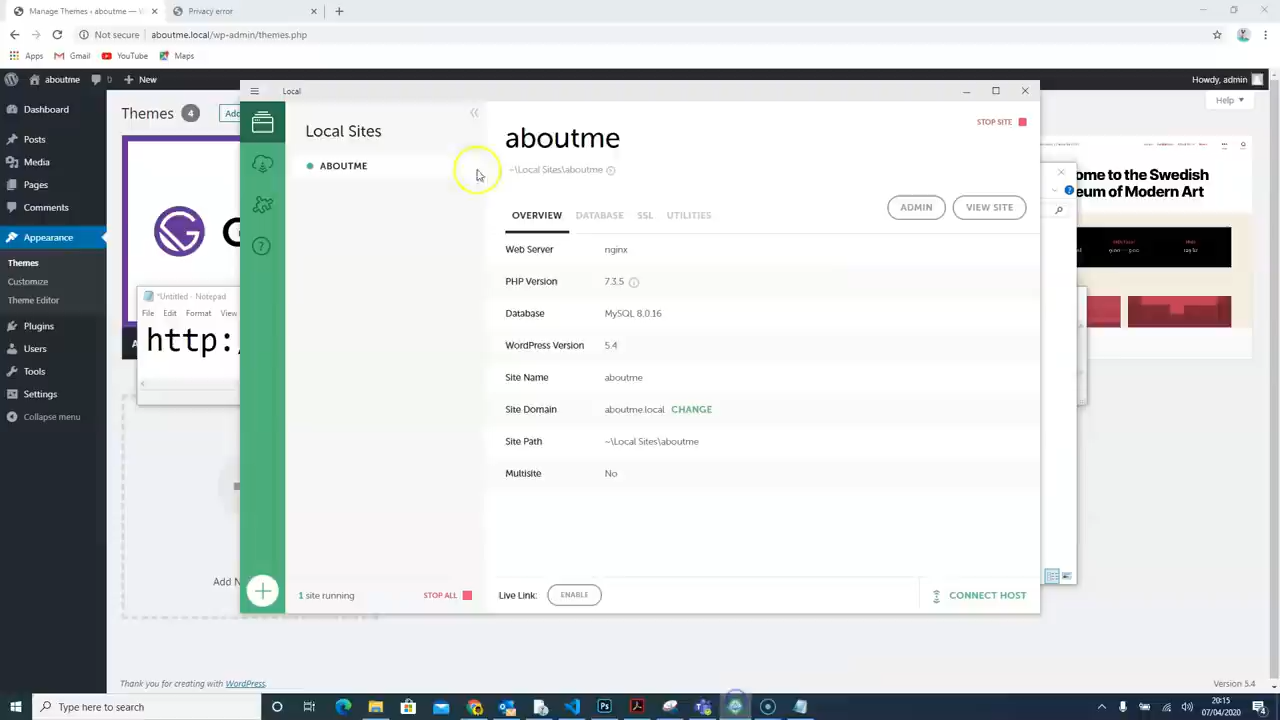 Manage Themes ‹ aboutme — W
Privacy error
Not secure
aboutme.local/wp-admin/themes.php
Apps
Gmail
YouTube
Maps
aboutme
0
New
Howdy, admin
Dashboard
Posts
Media
Pages
Comments
Appearance
Themes
Customize
Theme Editor
Plugins
Users
Tools
Settings
Collapse menu
Themes 4
Add
Help
*Untitled - Notepad
File Edit Format View
http:
Add N
Local
Local Sites
ABOUTME
1 site running
STOP ALL
aboutme
~\Local Sites\aboutme
STOP SITE
ADMIN
VIEW SITE
OVERVIEW
DATABASE
SSL
UTILITIES
Web Server nginx
PHP Version 7.3.5
Database MySQL 8.0.16
WordPress Version 5.4
Site Name aboutme
Site Domain aboutme.local CHANGE
Site Path ~\Local Sites\aboutme
Multisite No
Live Link: ENABLE
CONNECT HOST
ome to the Swedish
eum of Modern Art
Thank you for creating with WordPress.
Version 5.4
Type here to search
20:15
07/04/2020